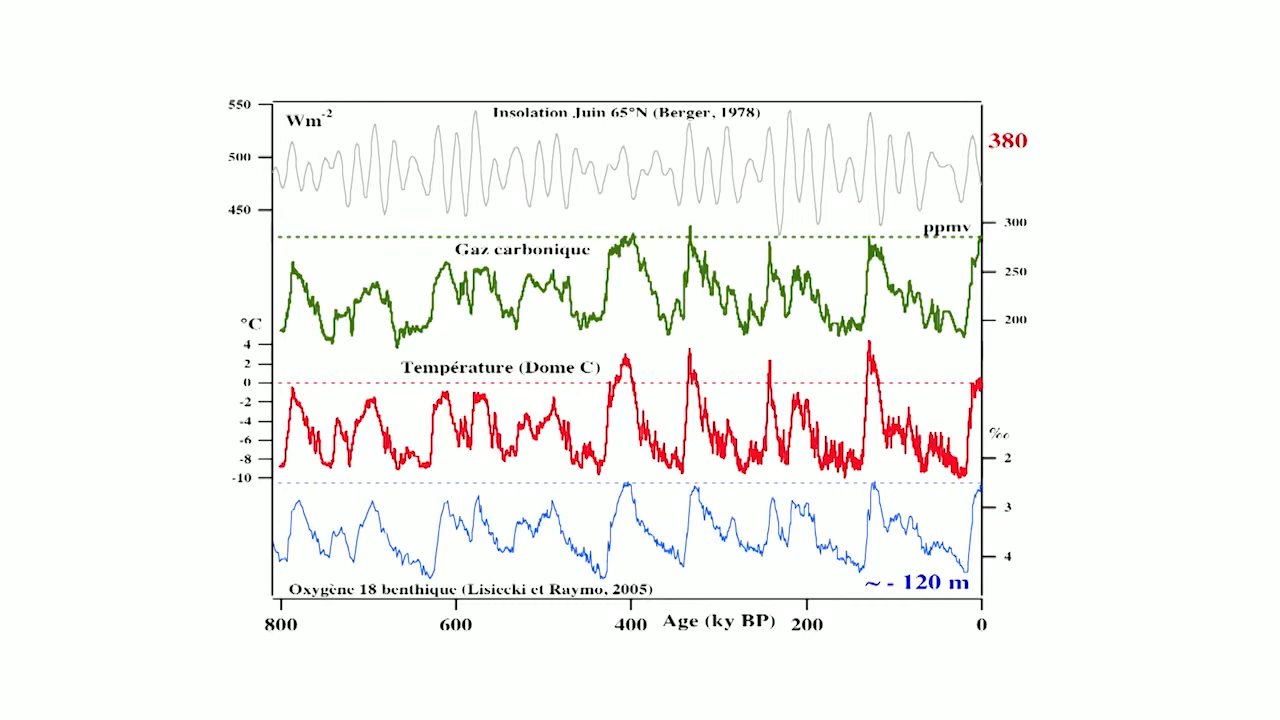 550
Insolation Juin 65°N (Berger, 1978)
Wm-2
380
500
450
300
ppmv
Gaz carbonique
250
200
°C
4
2
Température (Dome C)
0
-2
-4
‰
-6
2
-8
-10
3
4
~ - 120 m
Oxygène 18 benthique (Lisiecki et Raymo, 2005)
800
600
400
Age (ky BP)
200
0